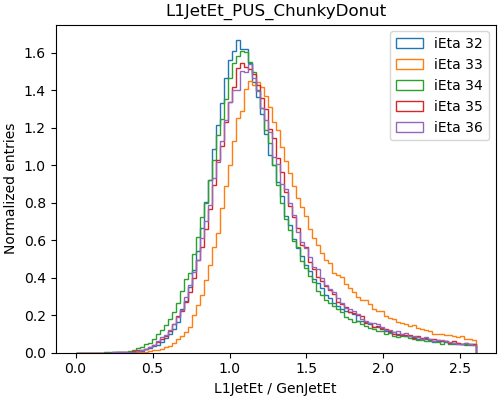 L1JetEt_PUS_ChunkyDonut
Normalized entries
1.6
1.4
1.2
1.0
0.8
0.6
0.4
0.2
0.0
iEta 32
iEta 33
iEta 34
iEta 35
iEta 36
0.0 0.5 1.0 1.5 2.0 2.5
L1JetEt / GenJetEt